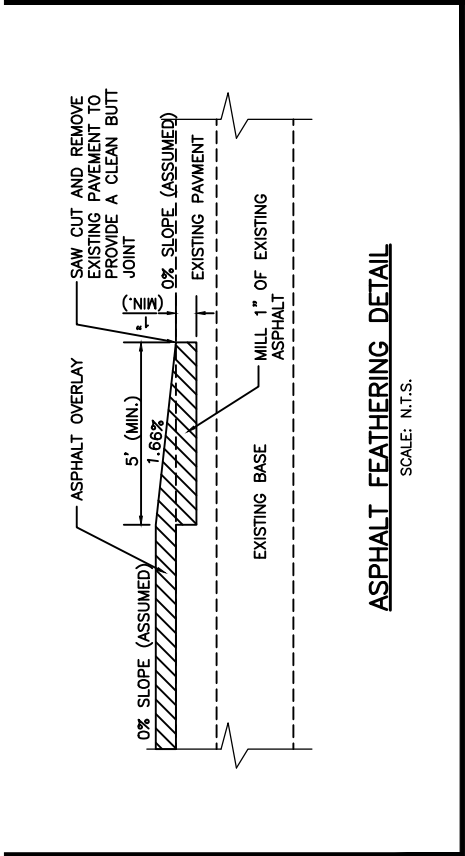 SAW CUT AND REMOVE
EXISTING PAVEMENT TO
PROVIDE A CLEAN BUTT
JOINT
ASPHALT OVERLAY
5' (MIN.)
1.66%
1"
(MIN.)
0% SLOPE (ASSUMED)
0% SLOPE (ASSUMED)
EXISTING PAVMENT
MILL 1" OF EXISTING
ASPHALT
EXISTING BASE
ASPHALT FEATHERING DETAIL
SCALE: N.T.S.